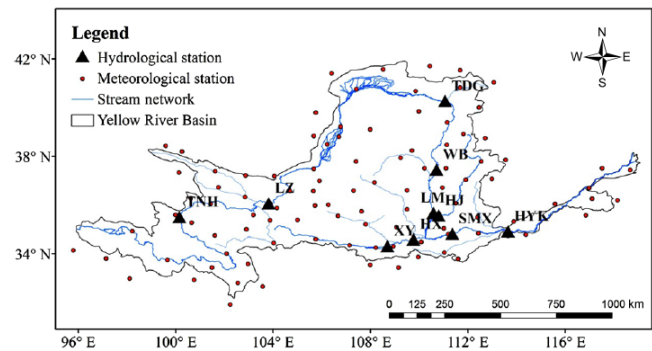 Legend
Hydrological station
Meteorological station
Stream network
Yellow River Basin
N
W E
S
42° N
38° N
34° N
TDG
WB
LZ
TNH
LM HJ
HX
XY
SMX
HYK
0 125 250 500 750 1000 km
96° E 100° E 104° E 108° E 112° E 116° E